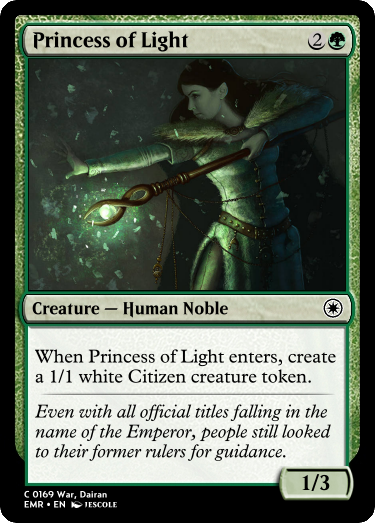 Princess of Light 2
Creature — Human Noble
When Princess of Light enters, create
a 1/1 white Citizen creature token.
Even with all official titles falling in the
name of the Emperor, people still looked
to their former rulers for guidance.
1/3
C 0169 War, Dairan
EMR • EN JESCOLE